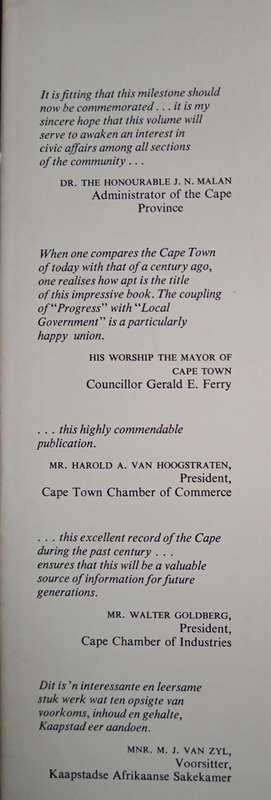 It is fitting that this milestone should
now be commemorated . . . it is my
sincere hope that this volume will
serve to awaken an interest in
civic affairs among all sections
of the community . . .
DR. THE HONOURABLE J. N. MALAN
Administrator of the Cape
Province
When one compares the Cape Town
of today with that of a century ago,
one realises how apt is the title
of this impressive book. The coupling
of "Progress" with "Local
Government" is a particularly
happy union.
HIS WORSHIP THE MAYOR OF
CAPE TOWN
Councillor Gerald E. Ferry
. . . this highly commendable
publication.
MR. HAROLD A. VAN HOOGSTRATEN,
President,
Cape Town Chamber of Commerce
. . . this excellent record of the Cape
during the past century . . .
ensures that this will be a valuable
source of information for future
generations.
MR. WALTER GOLDBERG,
President,
Cape Chamber of Industries
Dit is 'n interessante en leersame
stuk werk wat ten opsigte van
voorkoms, inhoud en gehalte,
Kaapstad eer aandoen.
MNR. M. J. VAN ZYL,
Voorsitter,
Kaapstadse Afrikaanse Sakekamer